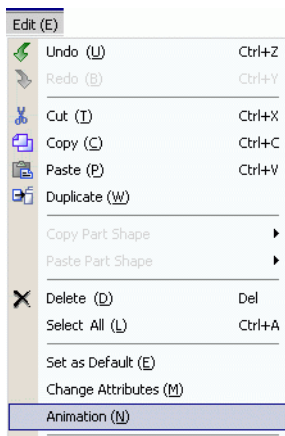 Edit (E)
Undo (U) Ctrl+Z
Redo (B) Ctrl+Y
Cut (T) Ctrl+X
Copy (C) Ctrl+C
Paste (P) Ctrl+V
Duplicate (W)
Copy Part Shape
Paste Part Shape
Delete (D) Del
Select All (L) Ctrl+A
Set as Default (E)
Change Attributes (M)
Animation (N)